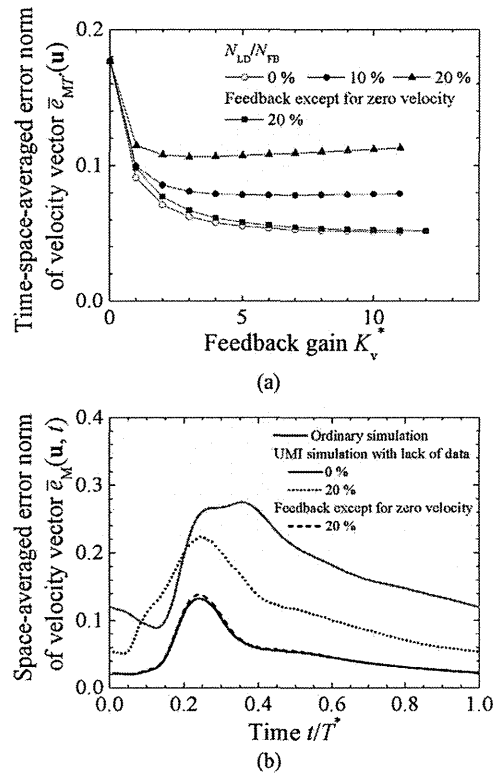 Time-space-averaged error norm
of velocity vector ē_MT*(u)
0.2
0.1
0.0
N_LD/N_FB
0 % 10 % 20 %
Feedback except for zero velocity
20 %
0 5 10
Feedback gain K_v*
(a)
Space-averaged error norm
of velocity vector ē_M(u, t)
0.4
0.3
0.2
0.1
0.0
Ordinary simulation
UMI simulation with lack of data
0 %
20 %
Feedback except for zero velocity
20 %
0.0 0.2 0.4 0.6 0.8 1.0
Time t/T*
(b)